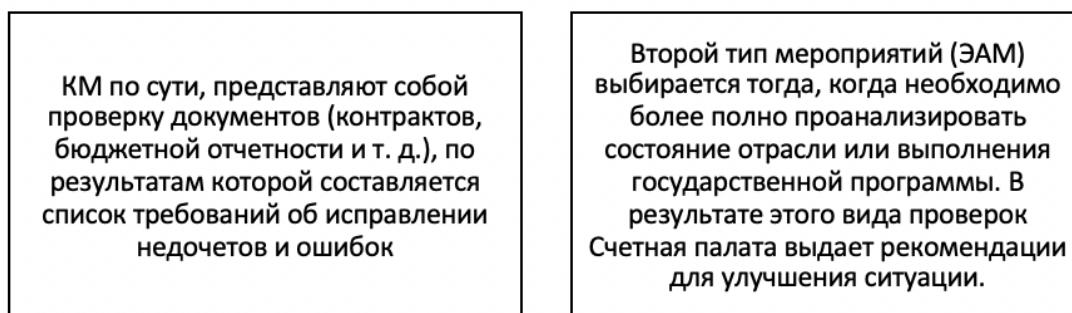 КМ по сути, представляют собой
проверку документов (контрактов,
бюджетной отчетности и т. д.), по
результатам которой составляется
список требований об исправлении
недочетов и ошибок
Второй тип мероприятий (ЭАМ)
выбирается тогда, когда необходимо
более полно проанализировать
состояние отрасли или выполнения
государственной программы. В
результате этого вида проверок
Счетная палата выдает рекомендации
для улучшения ситуации.